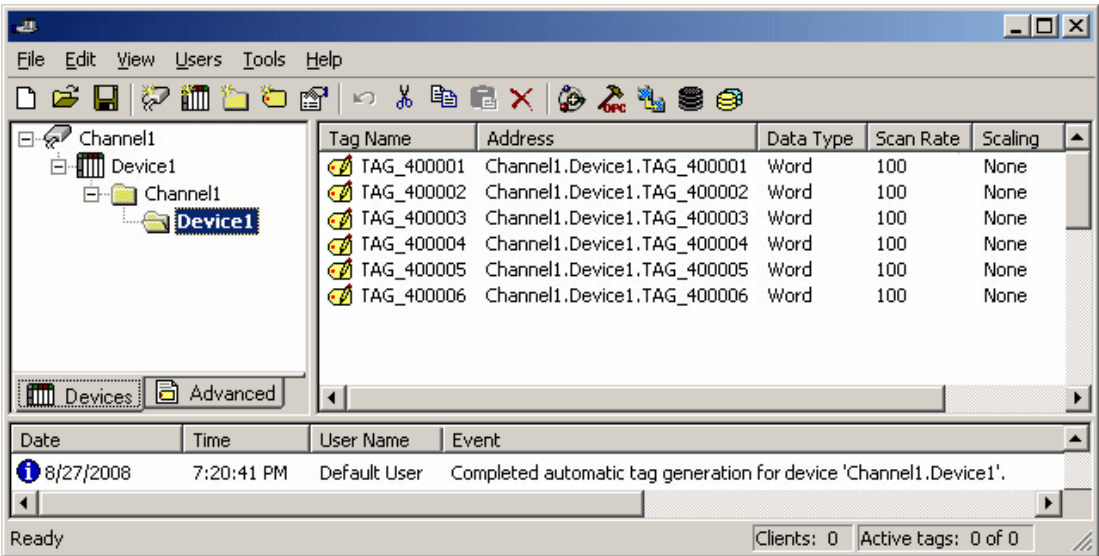 File Edit View Users Tools Help
OPC
Channel1
Device1
Channel1
Device1
Devices Advanced
Tag Name Address Data Type Scan Rate Scaling
TAG_400001 Channel1.Device1.TAG_400001 Word 100 None
TAG_400002 Channel1.Device1.TAG_400002 Word 100 None
TAG_400003 Channel1.Device1.TAG_400003 Word 100 None
TAG_400004 Channel1.Device1.TAG_400004 Word 100 None
TAG_400005 Channel1.Device1.TAG_400005 Word 100 None
TAG_400006 Channel1.Device1.TAG_400006 Word 100 None
Date Time User Name Event
8/27/2008 7:20:41 PM Default User Completed automatic tag generation for device 'Channel1.Device1'.
Ready Clients: 0 Active tags: 0 of 0